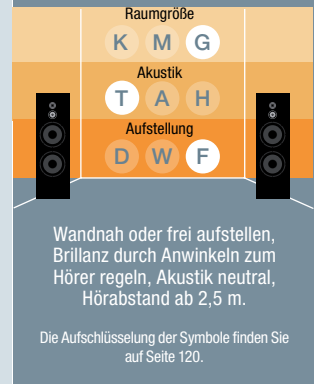 Raumgröße
K M G
Akustik
T A H
Aufstellung
D W F
Wandnah oder frei aufstellen,
Brillanz durch Anwinkeln zum
Hörer regeln, Akustik neutral,
Hörabstand ab 2,5 m.
Die Aufschlüsselung der Symbole finden Sie
auf Seite 120.